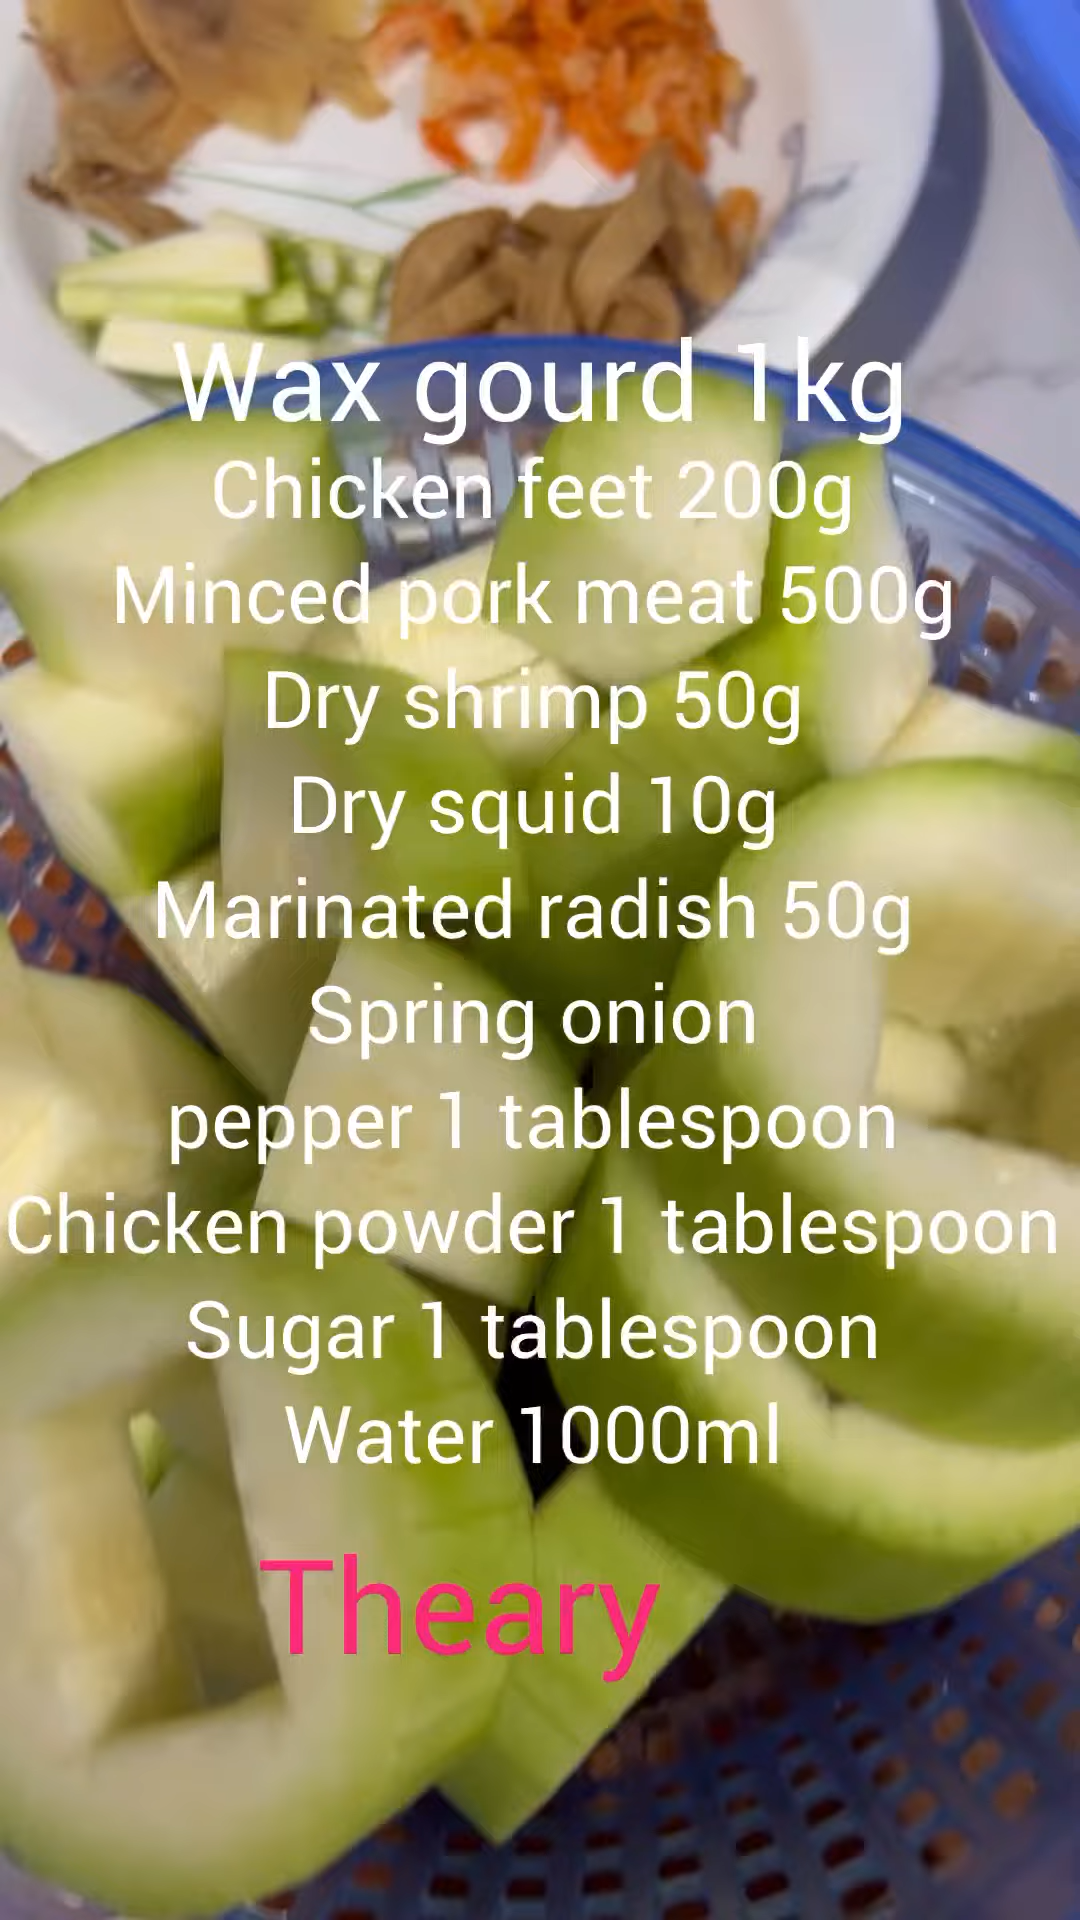 Wax gourd 1kg
Chicken feet 200g
Minced pork meat 500g
Dry shrimp 50g
Dry squid 10g
Marinated radish 50g
Spring onion
pepper 1 tablespoon
Chicken powder 1 tablespoon
Sugar 1 tablespoon
Water 1000ml
Theary